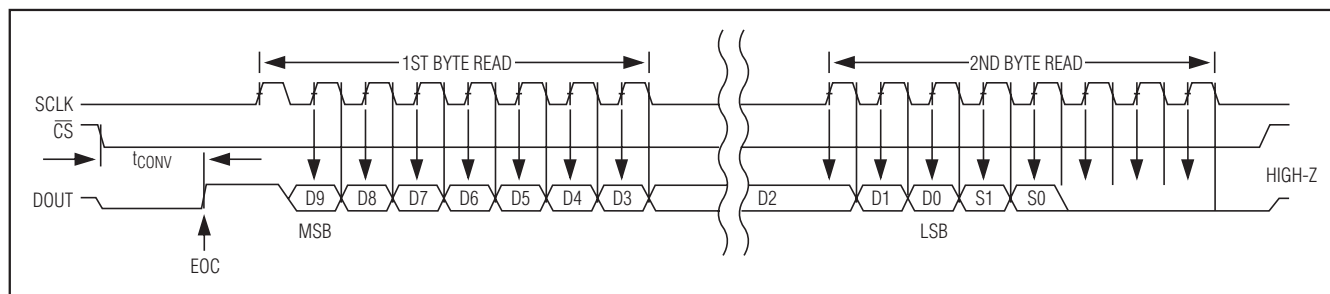 1ST BYTE READ
2ND BYTE READ
SCLK
CS
tCONV
HIGH-Z
DOUT
D9 D8 D7 D6 D5 D4 D3 D2 D1 D0 S1 S0
MSB
LSB
EOC